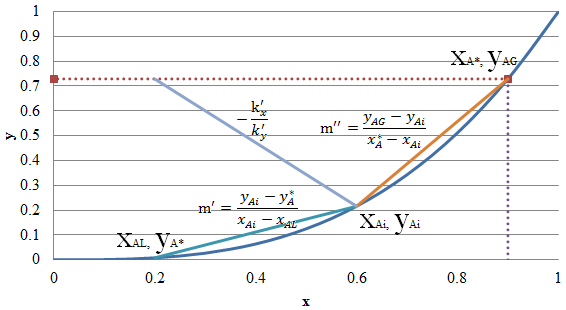 1
0.9
0.8
0.7
0.6
0.5
0.4
0.3
0.2
0.1
0
y
xA*, yAG
−k′x/k′y
m′′ = (yAG − yAi)/(x*A − xAi)
m′ = (yAi − y*A)/(xAi − xAL)
xAi, yAi
xAL, yA*
0 0.2 0.4 0.6 0.8 1
x